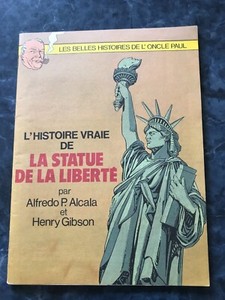 LES BELLES HISTOIRES DE L'ONCLE PAUL
L'HISTOIRE VRAIE
DE
LA STATUE
DE LA LIBERTÉ
par
Alfredo P. Alcala
et
Henry Gibson